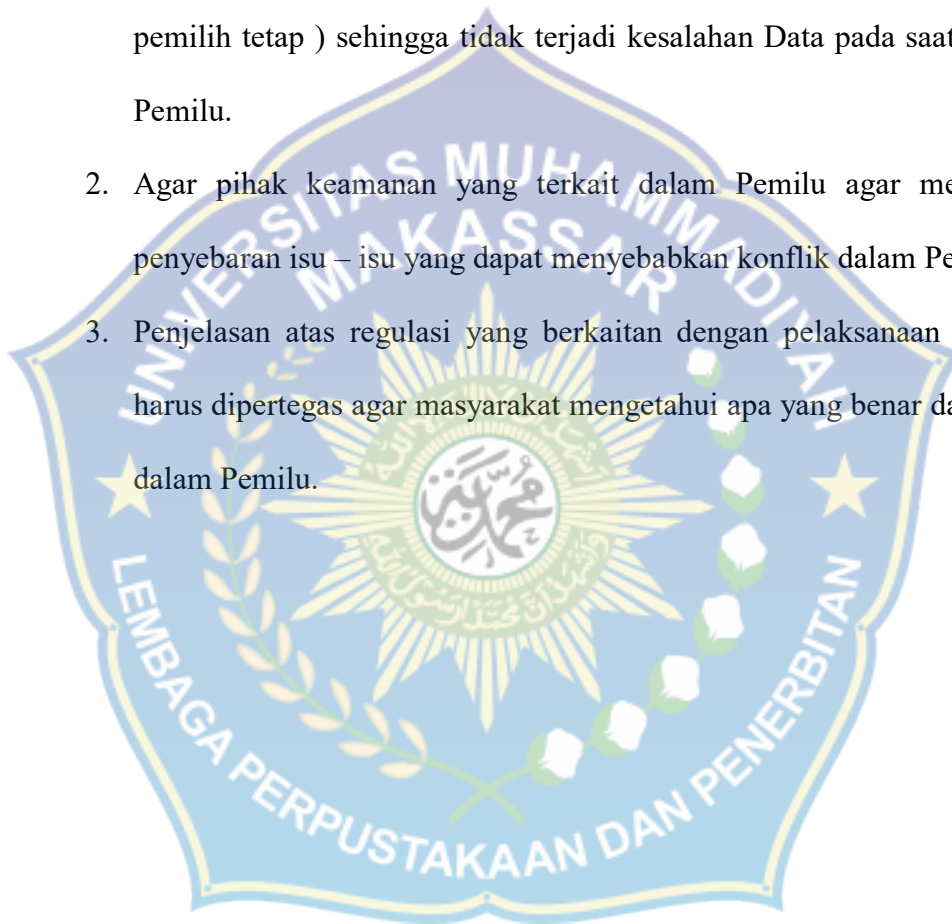 pemilih tetap ) sehingga tidak terjadi kesalahan Data pada saat
Pemilu.
2. Agar pihak keamanan yang terkait dalam Pemilu agar me
penyebaran isu – isu yang dapat menyebabkan konflik dalam Pe
3. Penjelasan atas regulasi yang berkaitan dengan pelaksanaan
harus dipertegas agar masyarakat mengetahui apa yang benar da
dalam Pemilu.
UNIVERSITAS MUHAMMADIYAH
MAKASSAR
محمد
LEMBAGA PERPUSTAKAAN DAN PENERBITAN